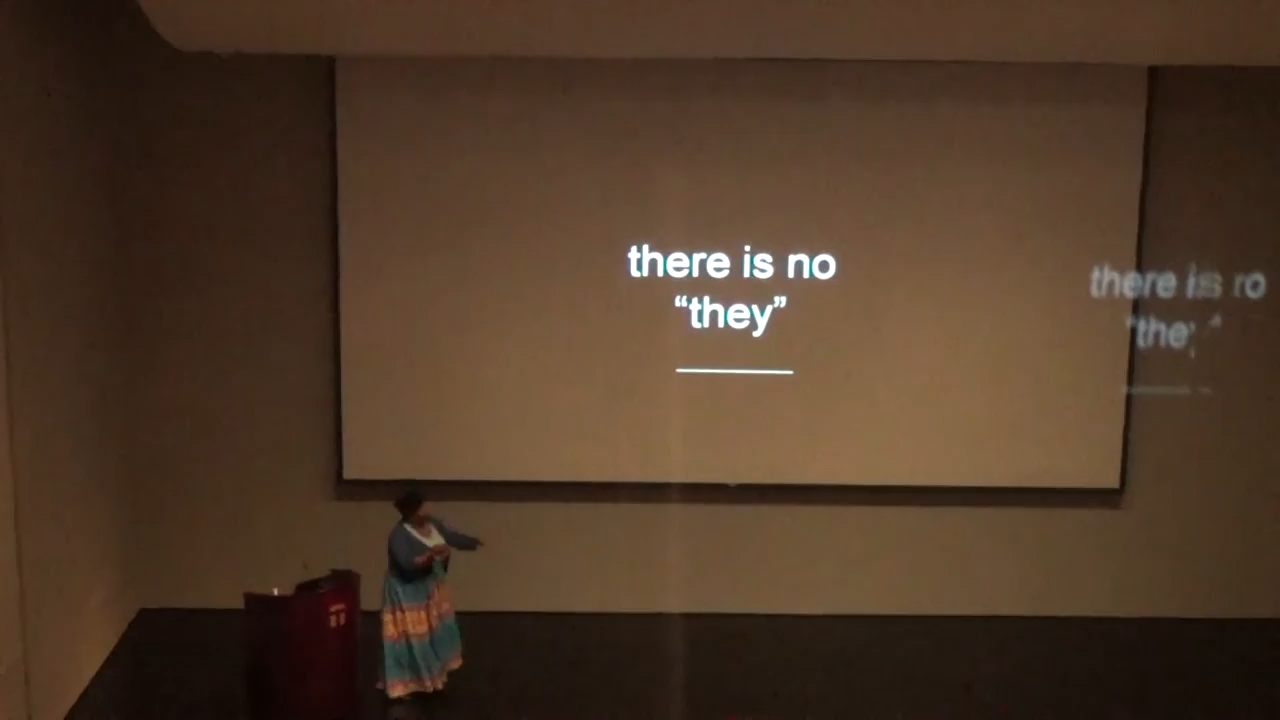 there is no
“they”